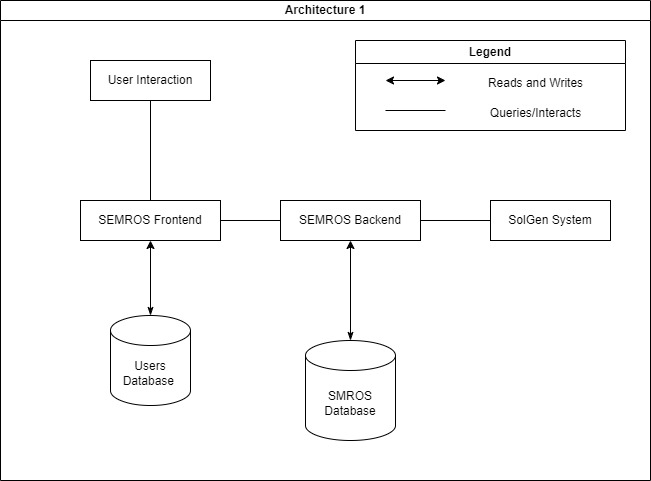 Architecture 1
Legend
Reads and Writes
Queries/Interacts
User Interaction
SEMROS Frontend
SEMROS Backend
SolGen System
Users
Database
SMROS
Database